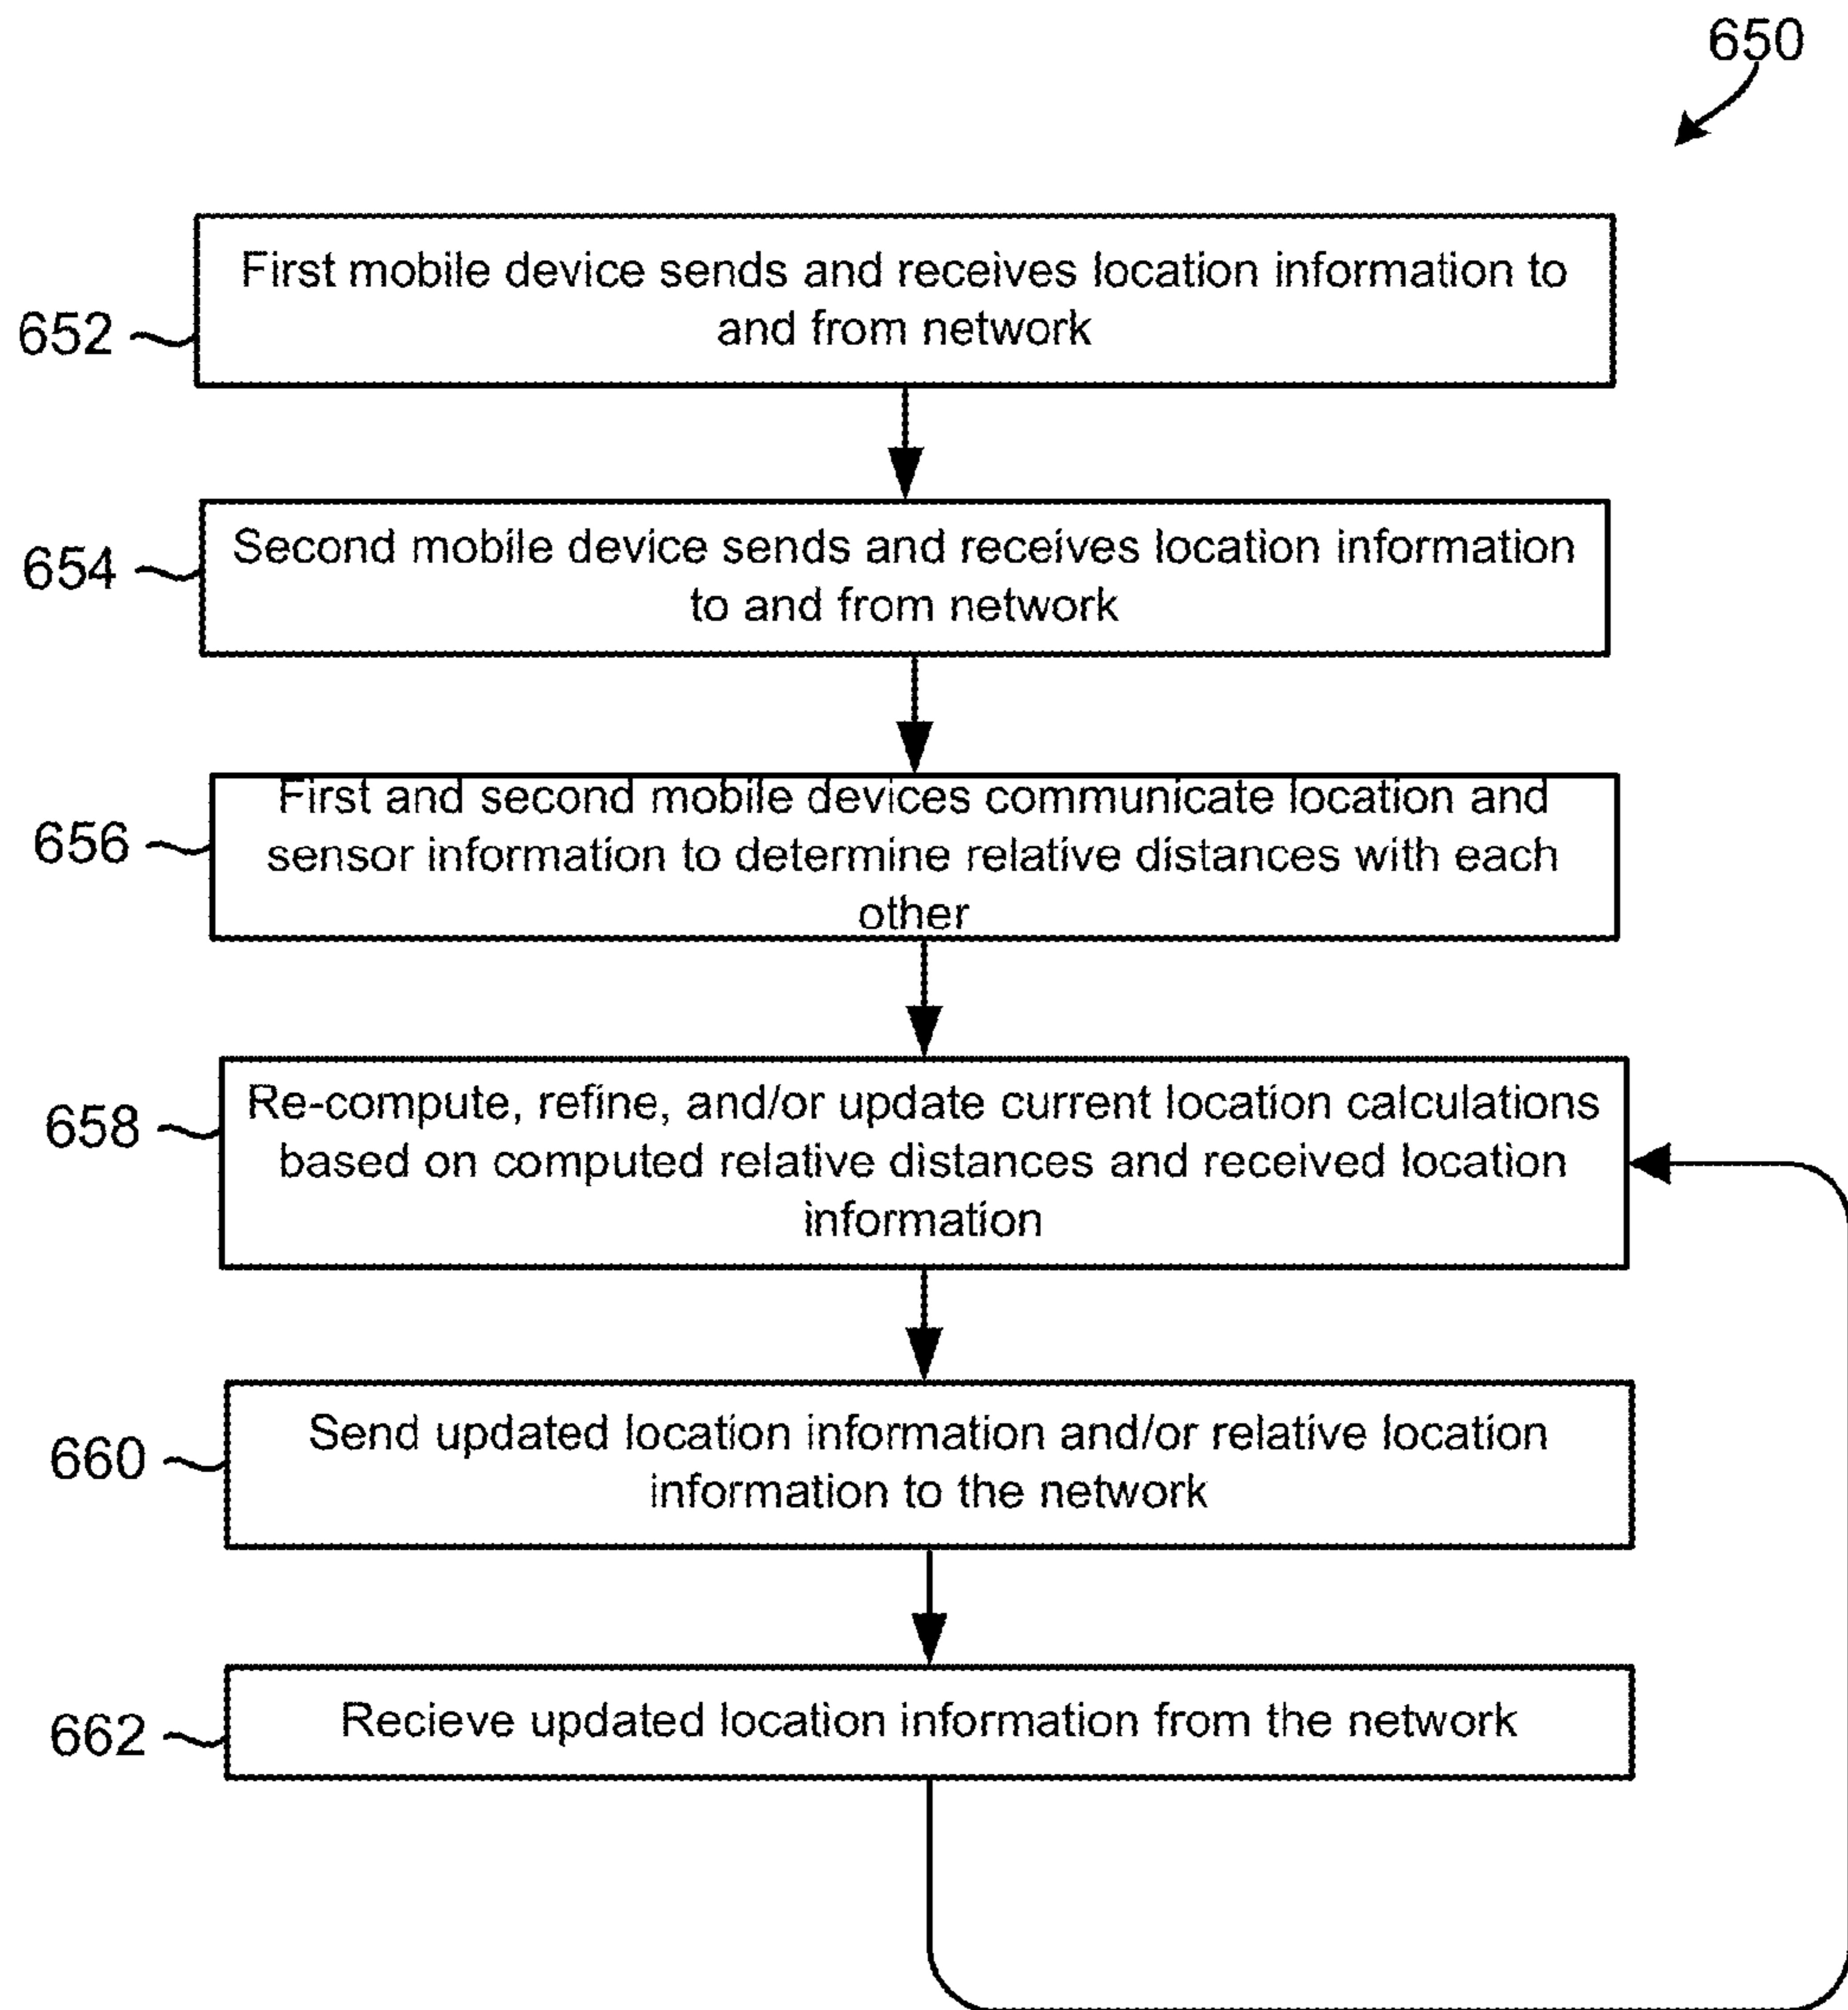 650
652
First mobile device sends and receives location information to
and from network
654
Second mobile device sends and receives location information
to and from network
656
First and second mobile devices communicate location and
sensor information to determine relative distances with each
other
658
Re-compute, refine, and/or update current location calculations
based on computed relative distances and received location
information
660
Send updated location information and/or relative location
information to the network
662
Recieve updated location information from the network